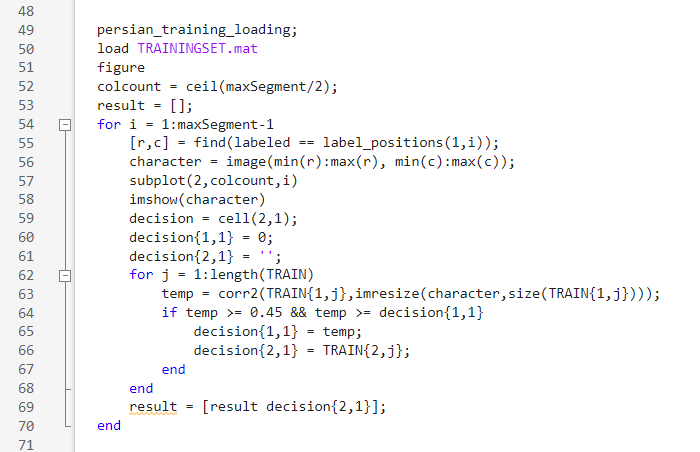 48
49 persian_training_loading;
50 load TRAININGSET.mat
51 figure
52 colcount = ceil(maxSegment/2);
53 result = [];
54 for i = 1:maxSegment-1
55 [r,c] = find(labeled == label_positions(1,i));
56 character = image(min(r):max(r), min(c):max(c));
57 subplot(2,colcount,i)
58 imshow(character)
59 decision = cell(2,1);
60 decision{1,1} = 0;
61 decision{2,1} = '';
62 for j = 1:length(TRAIN)
63 temp = corr2(TRAIN{1,j},imresize(character,size(TRAIN{1,j})));
64 if temp >= 0.45 && temp >= decision{1,1}
65 decision{1,1} = temp;
66 decision{2,1} = TRAIN{2,j};
67 end
68 end
69 result = [result decision{2,1}];
70 end
71